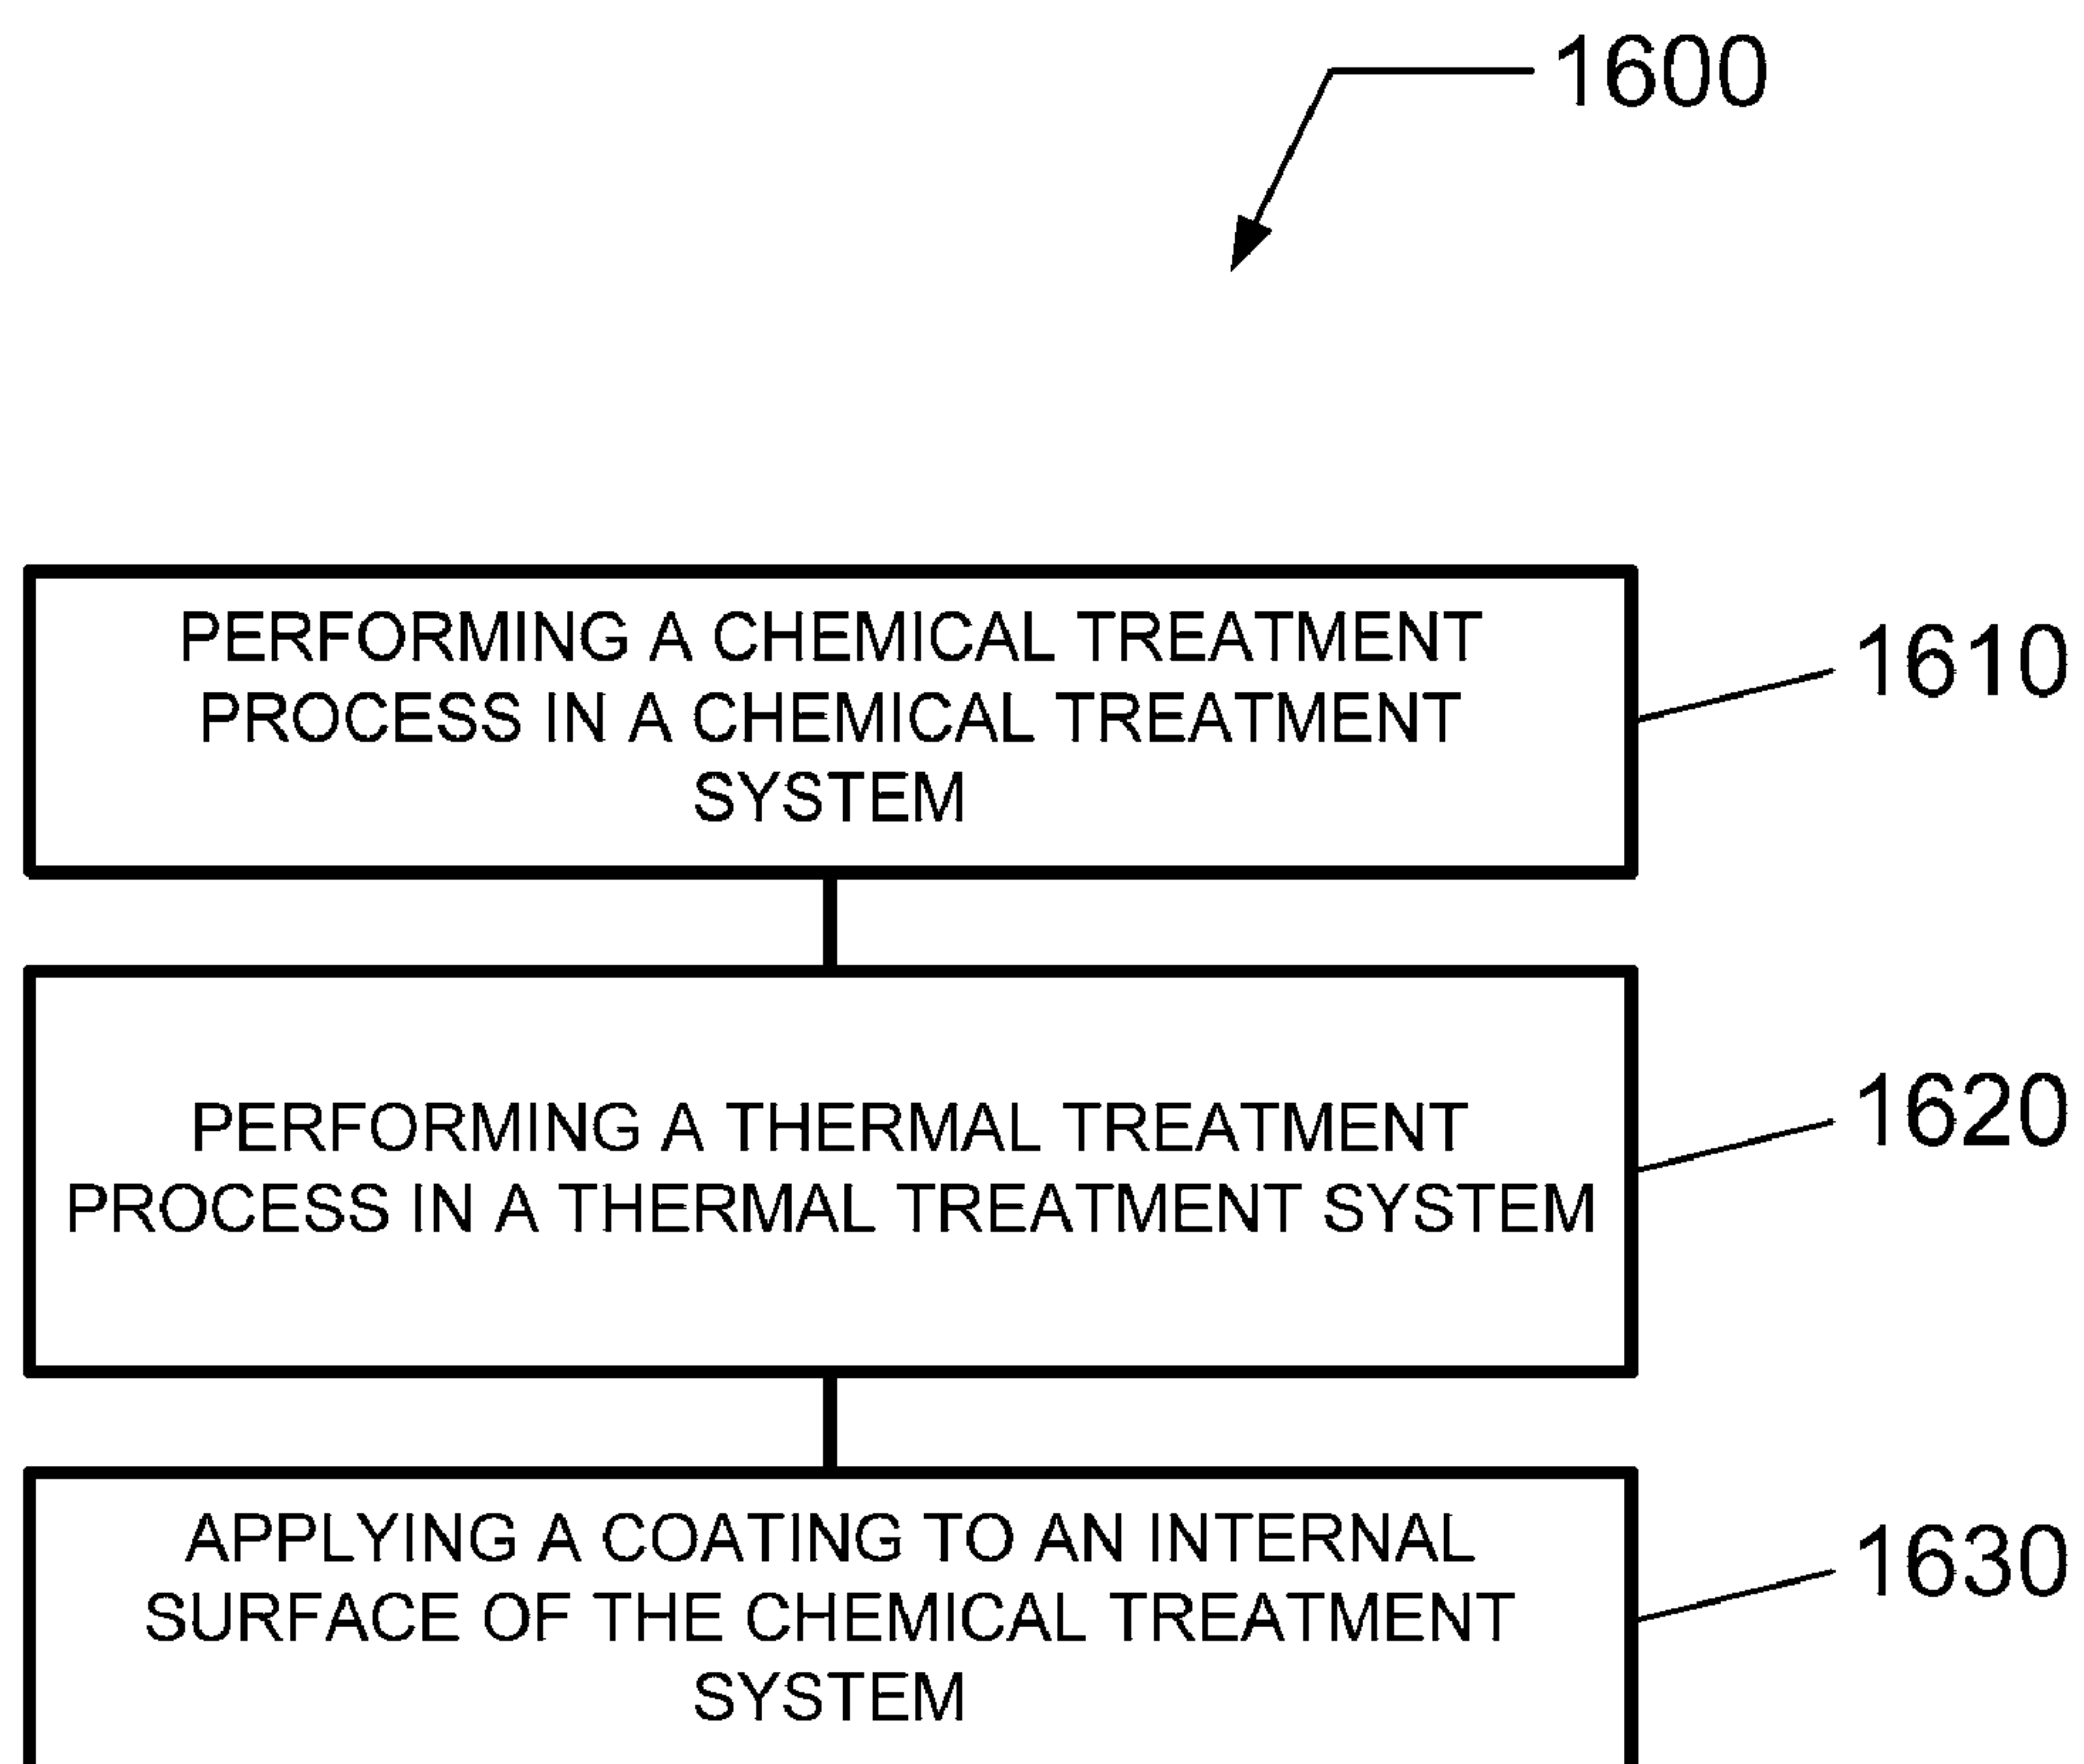 1600
PERFORMING A CHEMICAL TREATMENT
PROCESS IN A CHEMICAL TREATMENT
SYSTEM
1610
PERFORMING A THERMAL TREATMENT
PROCESS IN A THERMAL TREATMENT SYSTEM
1620
APPLYING A COATING TO AN INTERNAL
SURFACE OF THE CHEMICAL TREATMENT
SYSTEM
1630